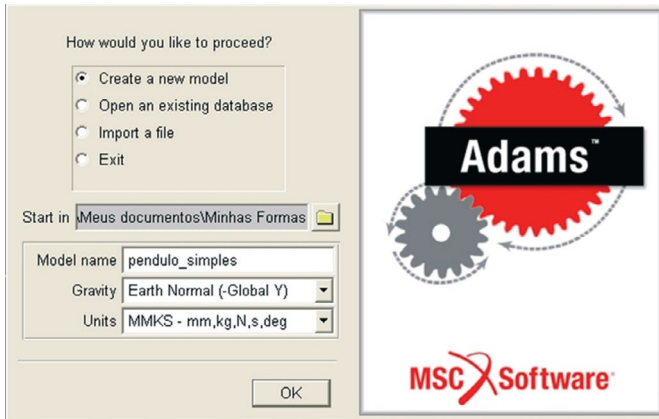 How would you like to proceed?
Create a new model
Open an existing database
Import a file
Exit
Start in \Meus documentos\Minhas Formas
Model name pendulo_simples
Gravity Earth Normal (-Global Y)
Units MMKS - mm,kg,N,s,deg
OK
Adams™
MSC Software